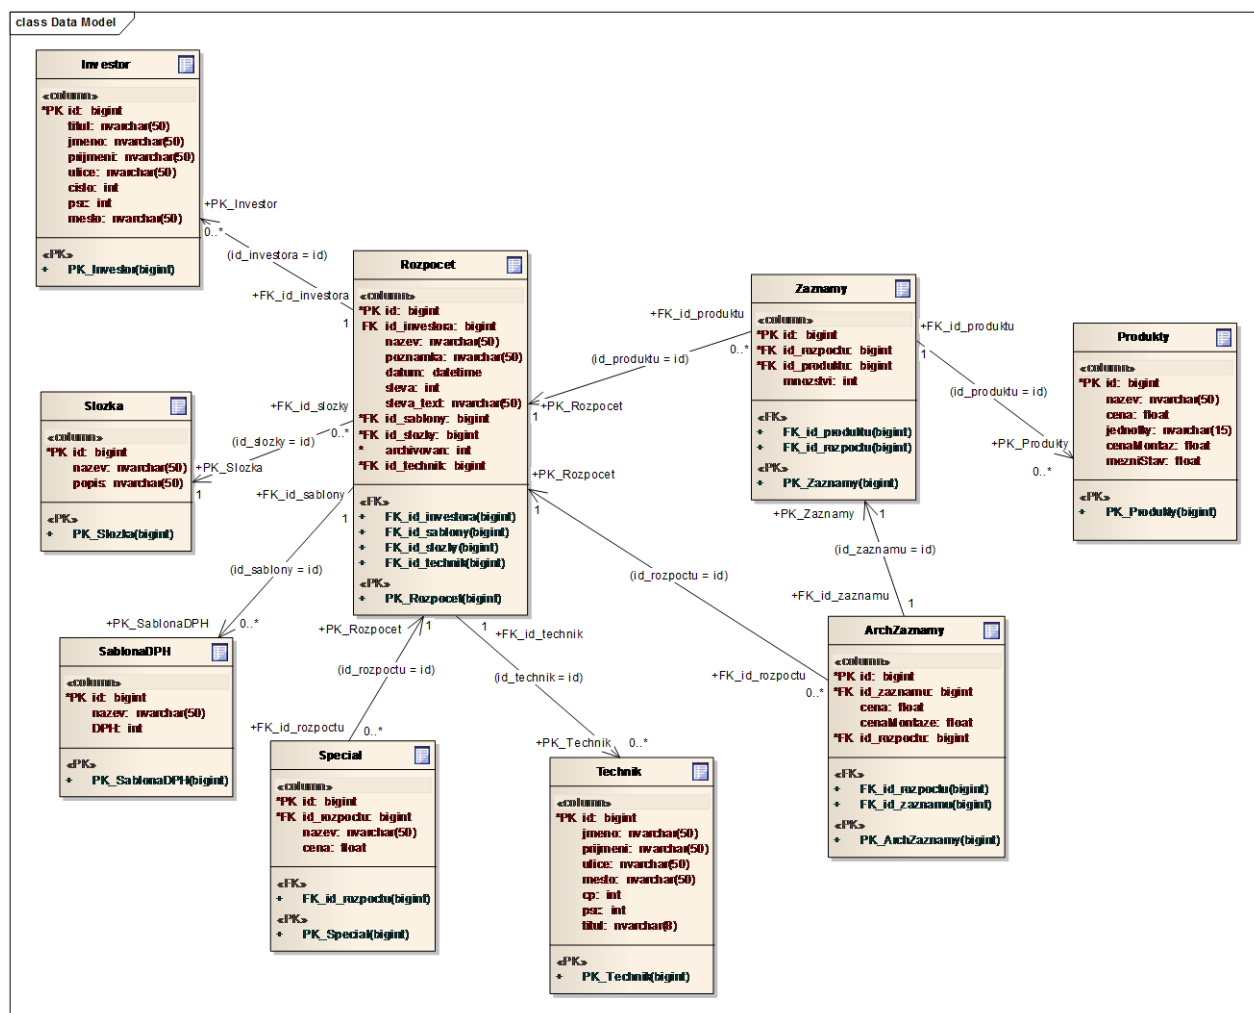 class Data Model
Investor
«column»
*PK id: bigint
titul: nvarchar(50)
jmeno: nvarchar(50)
prijmeni: nvarchar(50)
ulice: nvarchar(50)
cislo: int
psc: int
mesto: nvarchar(50)
«PK»
+ PK_Investor(bigint)
+PK_Investor
0..*
(id_investora = id)
+FK_id_investora
1
Rozpocet
«column»
*PK id: bigint
FK id_investora: bigint
nazev: nvarchar(50)
poznamka: nvarchar(50)
datum: datetime
sleva: int
sleva_text: nvarchar(50)
*FK id_sablony: bigint
*FK id_slozky: bigint
* archivovan: int
*FK id_technik: bigint
«FK»
+ FK_id_investora(bigint)
+ FK_id_sablony(bigint)
+ FK_id_slozky(bigint)
+ FK_id_technik(bigint)
«PK»
+ PK_Rozpocet(bigint)
Zaznamy
«column»
*PK id: bigint
*FK id_rozpoctu: bigint
*FK id_produktu: bigint
mnozstvi: int
«FK»
+ FK_id_produktu(bigint)
+ FK_id_rozpoctu(bigint)
«PK»
+ PK_Zaznamy(bigint)
+FK_id_produktu
0..*
(id_produktu = id)
+PK_Rozpocet
1
+FK_id_produktu
1
(id_produktu = id)
+PK_Produkty
0..*
Produkty
«column»
*PK id: bigint
nazev: nvarchar(50)
cena: float
jednotky: nvarchar(15)
cenaMontaz: float
mezniStav: float
«PK»
+ PK_Produkty(bigint)
Slozka
«column»
*PK id: bigint
nazev: nvarchar(50)
popis: nvarchar(50)
«PK»
+ PK_Slozka(bigint)
+FK_id_slozky
0..*
(id_slozky = id)
+PK_Slozka
1
+FK_id_sablony
1
(id_sablony = id)
+PK_SablonaDPH
0..*
SablonaDPH
«column»
*PK id: bigint
nazev: nvarchar(50)
DPH: int
«PK»
+ PK_SablonaDPH(bigint)
+PK_Rozpocet
1
(id_rozpoctu = id)
+FK_id_rozpoctu
0..*
Special
«column»
*PK id: bigint
*FK id_rozpoctu: bigint
nazev: nvarchar(50)
cena: float
«FK»
+ FK_id_rozpoctu(bigint)
«PK»
+ PK_Special(bigint)
1
+FK_id_technik
(id_technik = id)
+PK_Technik
0..*
Technik
«column»
*PK id: bigint
jmeno: nvarchar(50)
prijmeni: nvarchar(50)
ulice: nvarchar(50)
mesto: nvarchar(50)
cp: int
psc: int
titul: nvarchar(8)
«PK»
+ PK_Technik(bigint)
+PK_Rozpocet
1
(id_rozpoctu = id)
+FK_id_rozpoctu
0..*
+PK_Zaznamy
1
(id_zaznamu = id)
+FK_id_zaznamu
1
ArchZaznamy
«column»
*PK id: bigint
*FK id_zaznamu: bigint
cena: float
cenaMontaze: float
*FK id_rozpoctu: bigint
«FK»
+ FK_id_rozpoctu(bigint)
+ FK_id_zaznamu(bigint)
«PK»
+ PK_ArchZaznamy(bigint)